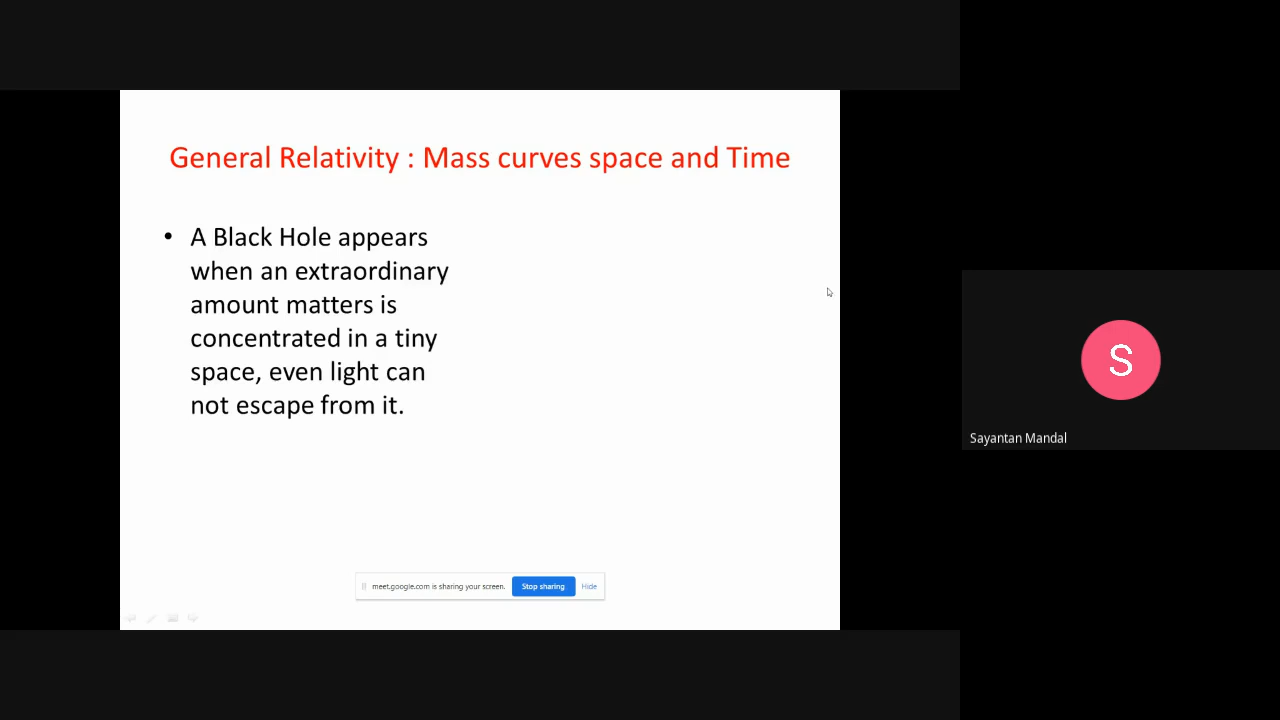 General Relativity : Mass curves space and Time
• A Black Hole appears
when an extraordinary
amount matters is
concentrated in a tiny
space, even light can
not escape from it.
meet.google.com is sharing your screen. Stop sharing Hide
S
Sayantan Mandal